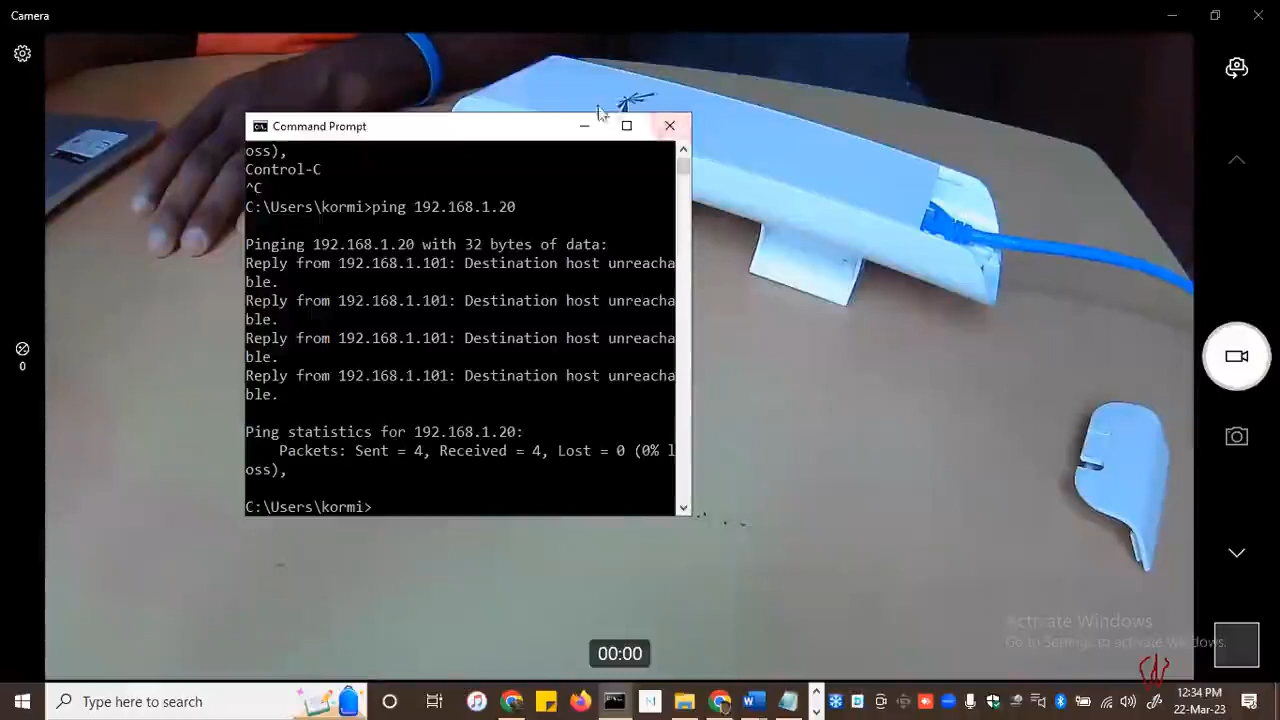 Camera
Command Prompt
oss),
Control-C
^C
C:\Users\kormi>ping 192.168.1.20
Pinging 192.168.1.20 with 32 bytes of data:
Reply from 192.168.1.101: Destination host unreacha
ble.
Reply from 192.168.1.101: Destination host unreacha
ble.
Reply from 192.168.1.101: Destination host unreacha
ble.
Reply from 192.168.1.101: Destination host unreacha
ble.
Ping statistics for 192.168.1.20:
Packets: Sent = 4, Received = 4, Lost = 0 (0% l
oss),
C:\Users\kormi>
0
Activate Windows
Go to Settings to activate Windows.
00:00
Type here to search
12:34 PM
22-Mar-23